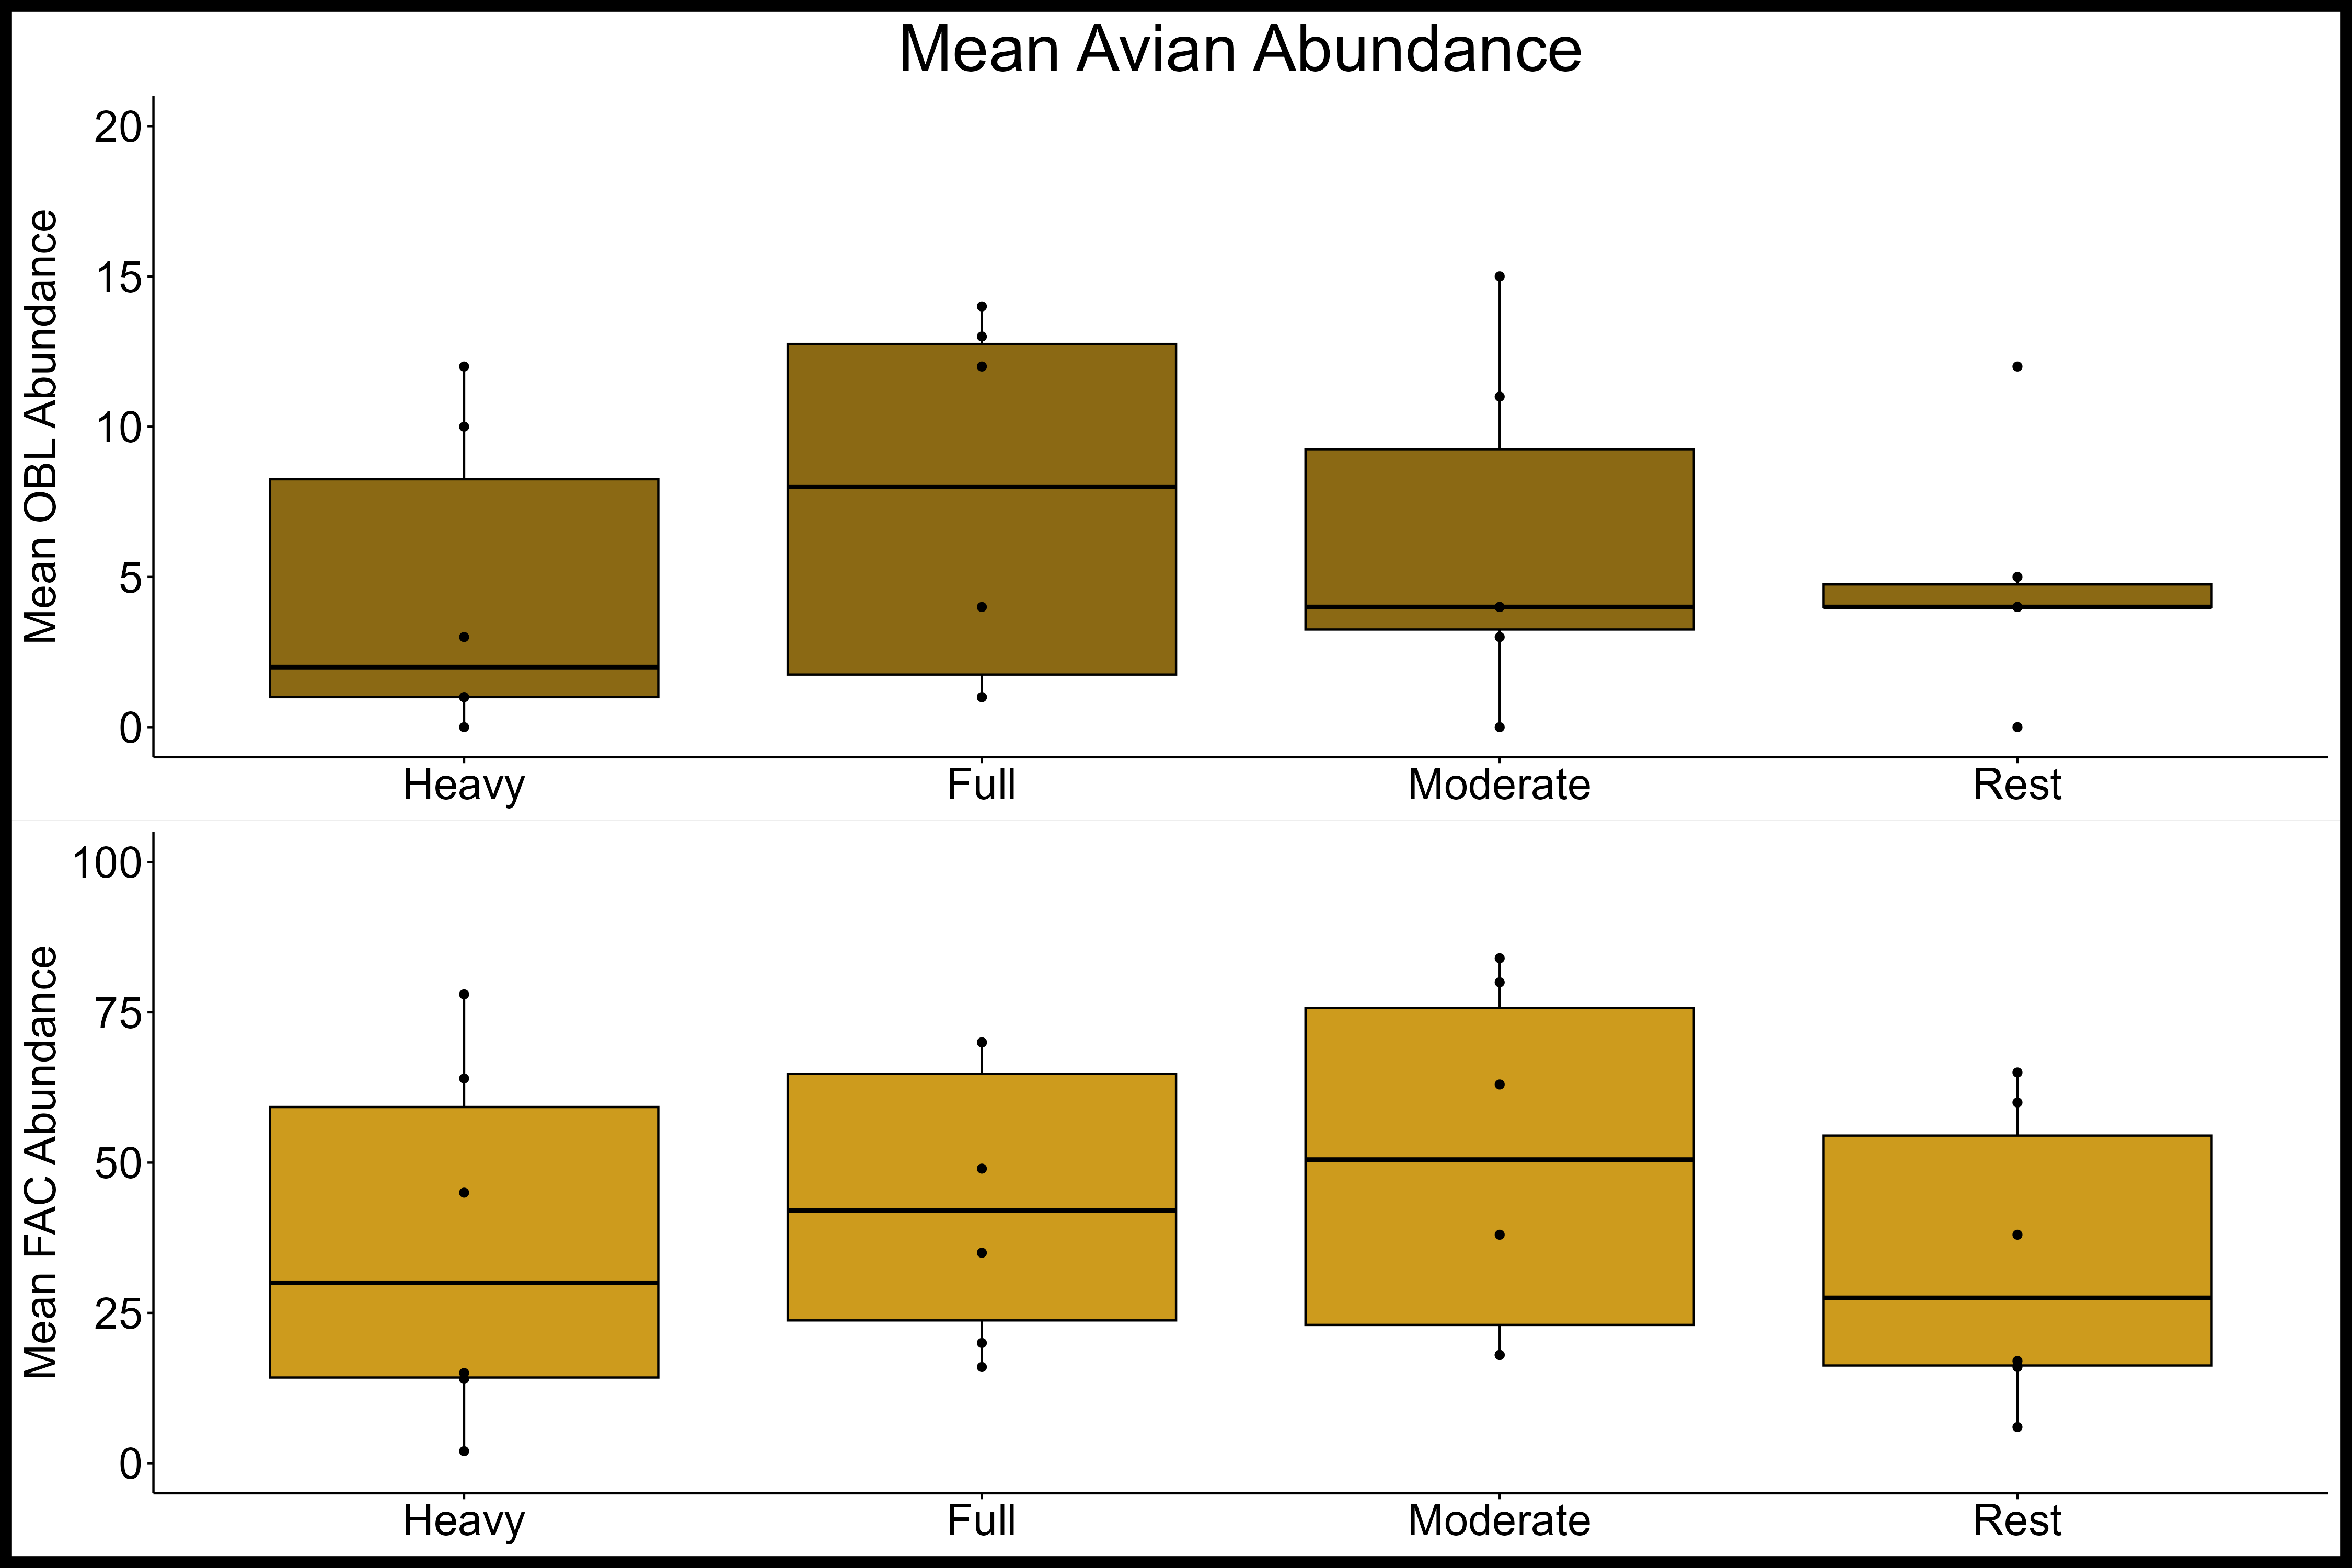 Mean Avian Abundance
Mean OBL Abundance
20
15
10
5
0
Heavy Full Moderate Rest
Mean FAC Abundance
100
75
50
25
0
Heavy Full Moderate Rest